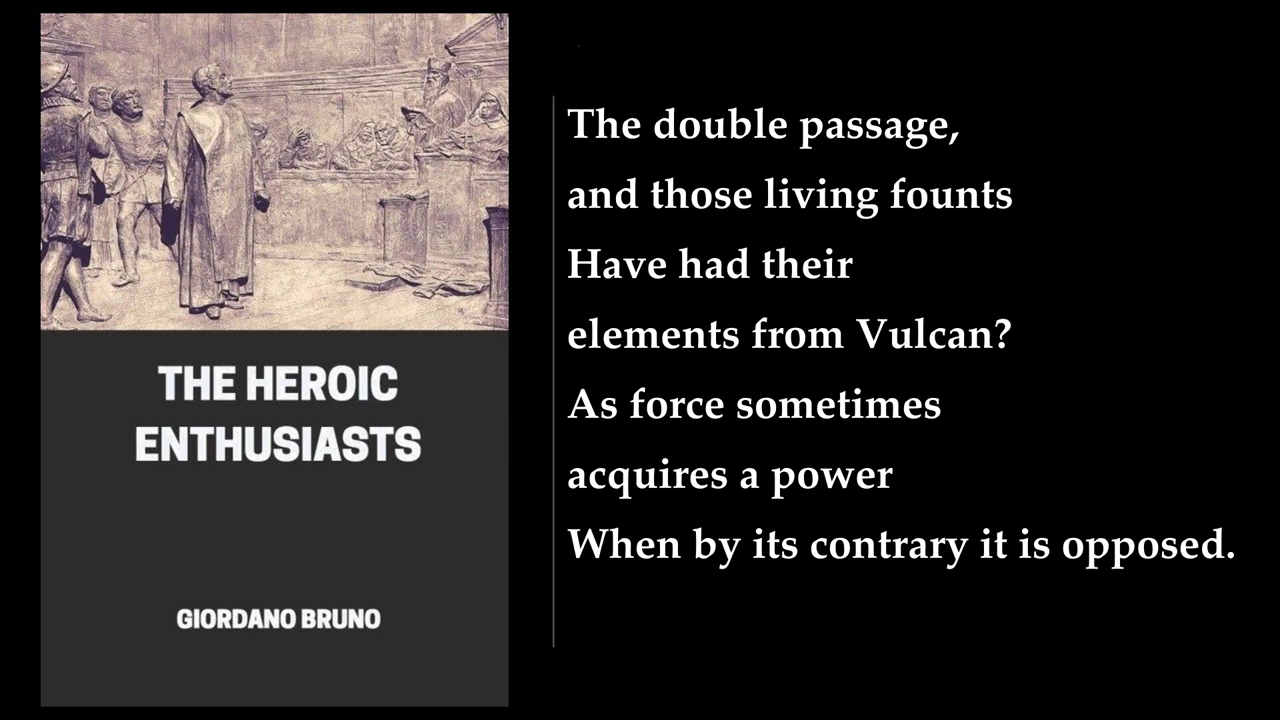 THE HEROIC
ENTHUSIASTS
GIORDANO BRUNO
The double passage,
and those living founts
Have had their
elements from Vulcan?
As force sometimes
acquires a power
When by its contrary it is opposed.